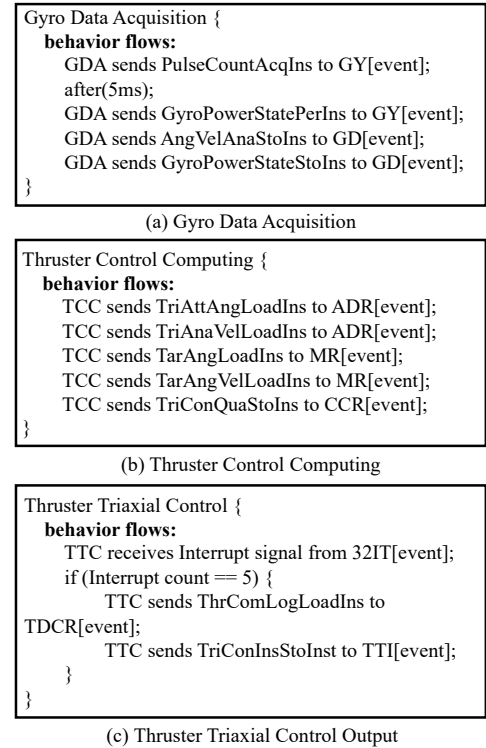 Gyro Data Acquisition {
behavior flows:
GDA sends PulseCountAcqIns to GY[event];
after(5ms);
GDA sends GyroPowerStatePerIns to GY[event];
GDA sends AngVelAnaStoIns to GD[event];
GDA sends GyroPowerStateStoIns to GD[event];
}
(a) Gyro Data Acquisition
Thruster Control Computing {
behavior flows:
TCC sends TriAttAngLoadIns to ADR[event];
TCC sends TriAnaVelLoadIns to ADR[event];
TCC sends TarAngLoadIns to MR[event];
TCC sends TarAngVelLoadIns to MR[event];
TCC sends TriConQuaStoIns to CCR[event];
}
(b) Thruster Control Computing
Thruster Triaxial Control {
behavior flows:
TTC receives Interrupt signal from 32IT[event];
if (Interrupt count == 5) {
TTC sends ThrComLogLoadIns to
TDCR[event];
TTC sends TriConInsStoInst to TTI[event];
}
}
(c) Thruster Triaxial Control Output